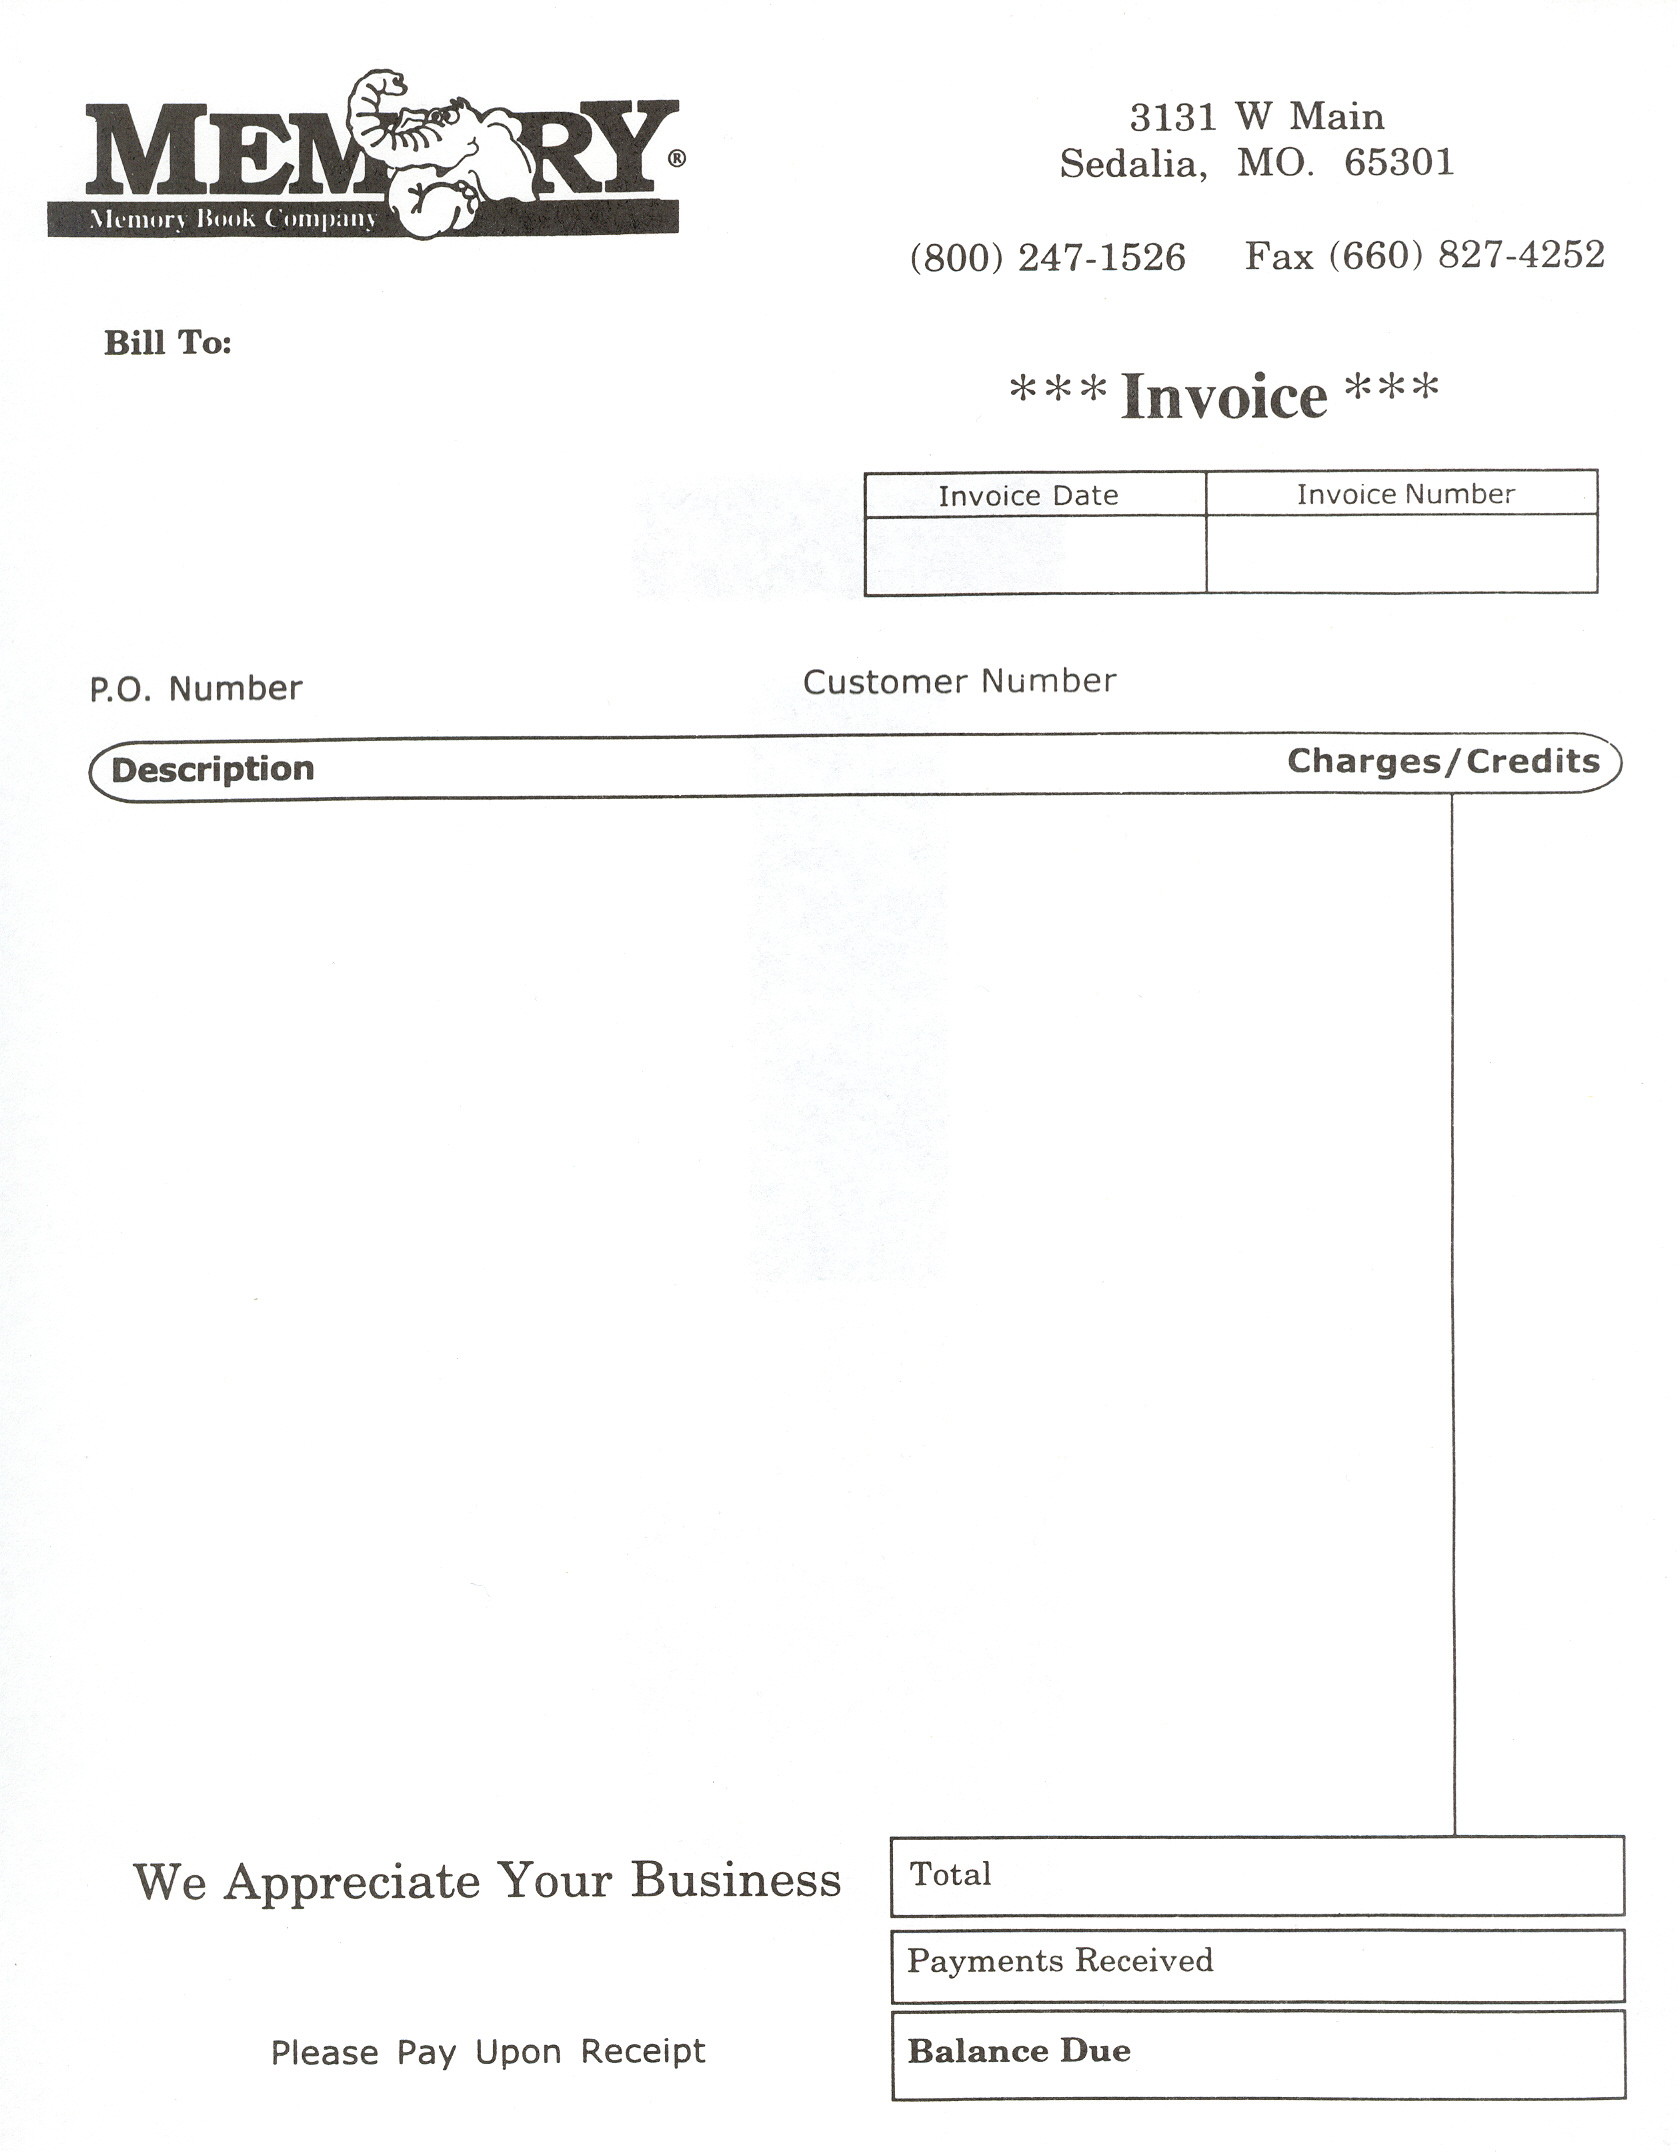 MEMORY®
Memory Book Company
3131 W Main
Sedalia, MO. 65301
(800) 247-1526 Fax (660) 827-4252
Bill To:
*** Invoice ***
Invoice Date Invoice Number
P.O. Number Customer Number
Description Charges/Credits
We Appreciate Your Business
Total
Payments Received
Please Pay Upon Receipt
Balance Due